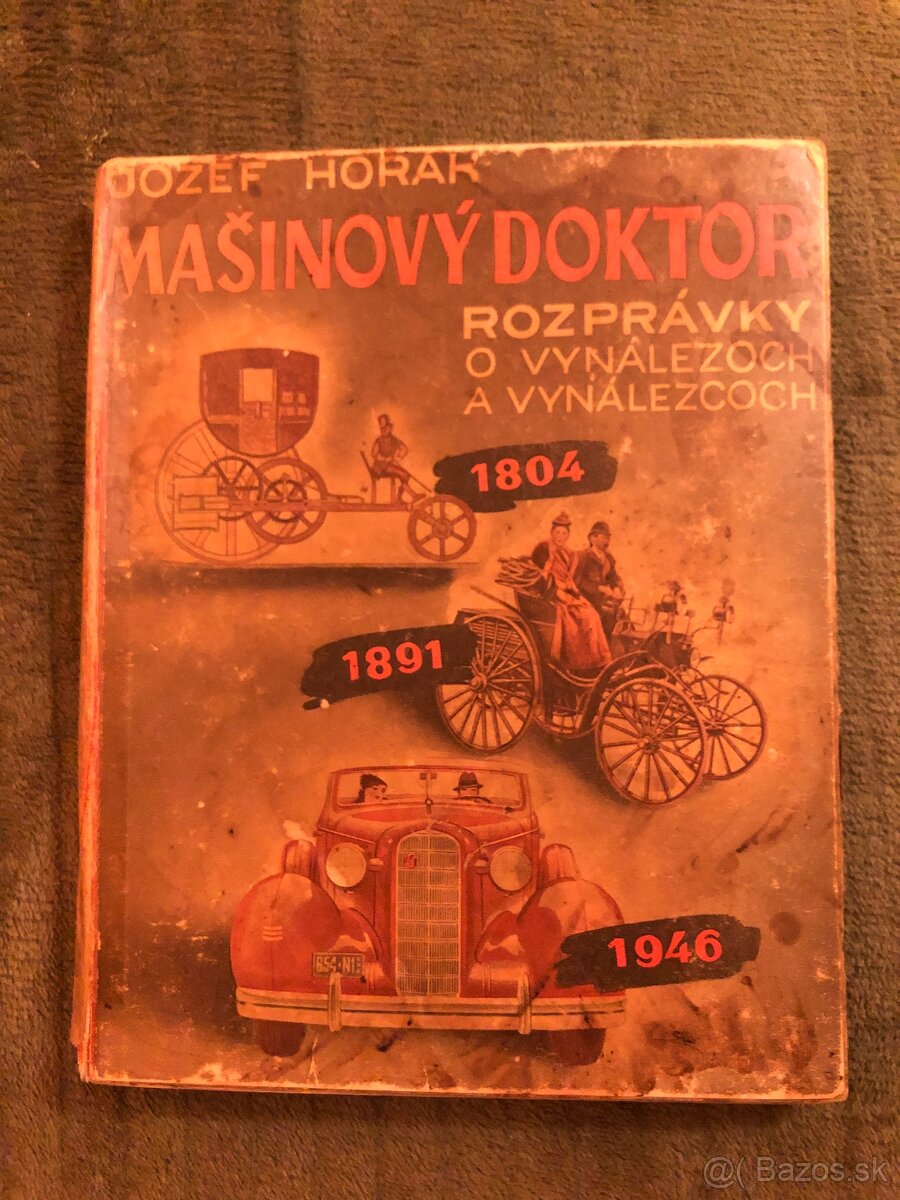 JOZEF HORÁK
MAŠINOVÝ DOKTOR
ROZPRÁVKY
O VYNÁLEZOCH
A VYNÁLEZCOCH
1804
1891
1946
@( Bazos.sk